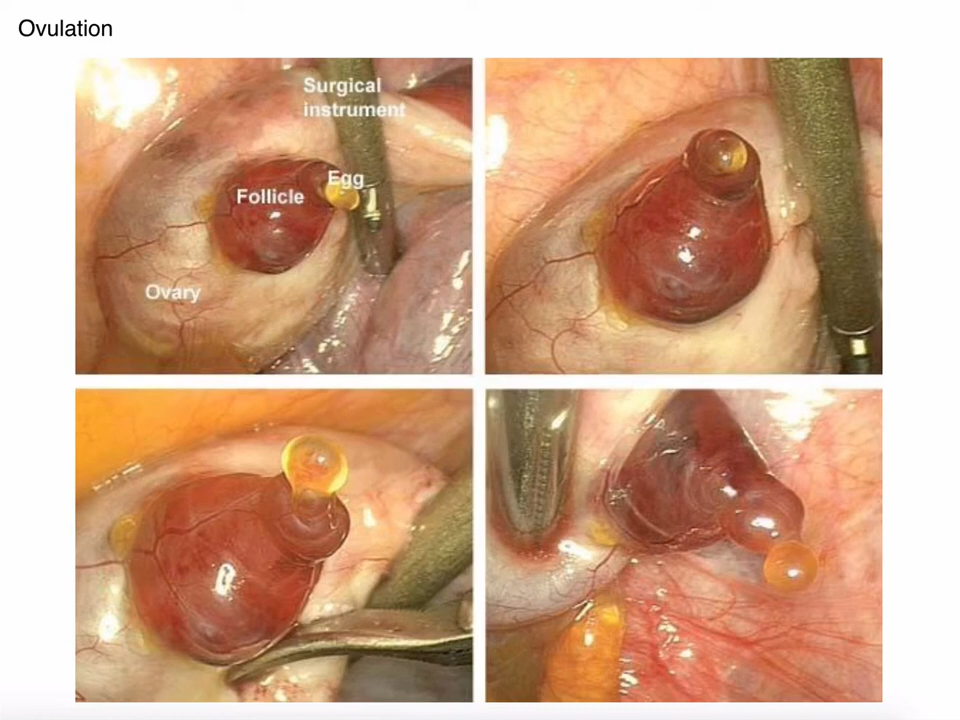 Ovulation
Surgical
instrument
Egg
Follicle
Ovary